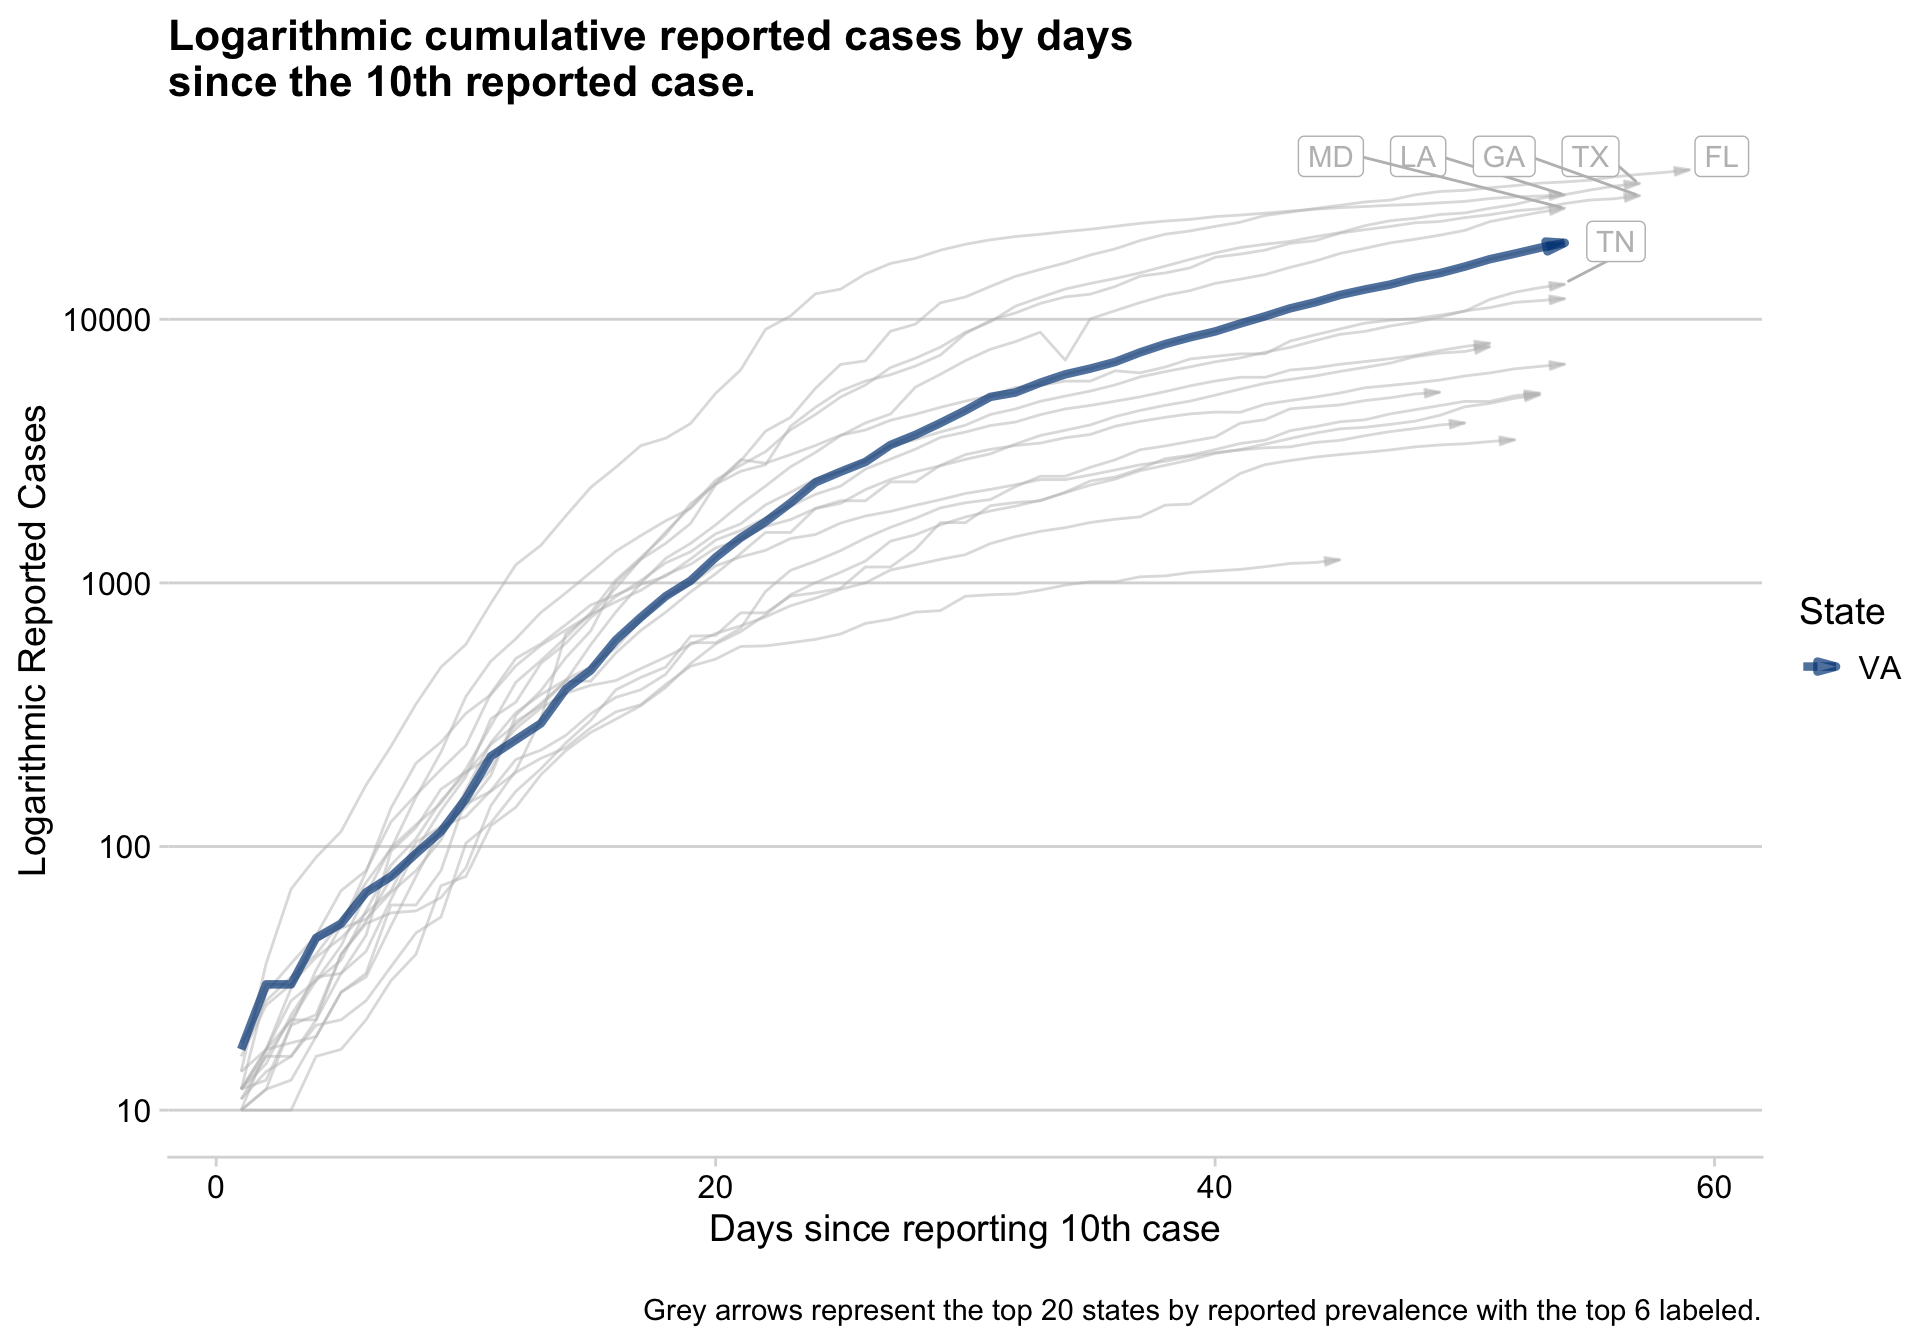 Logarithmic cumulative reported cases by days
since the 10th reported case.
MD
LA
GA
TX
FL
TN
10000
1000
100
10
Logarithmic Reported Cases
State
VA
0
20
40
60
Days since reporting 10th case
Grey arrows represent the top 20 states by reported prevalence with the top 6 labeled.